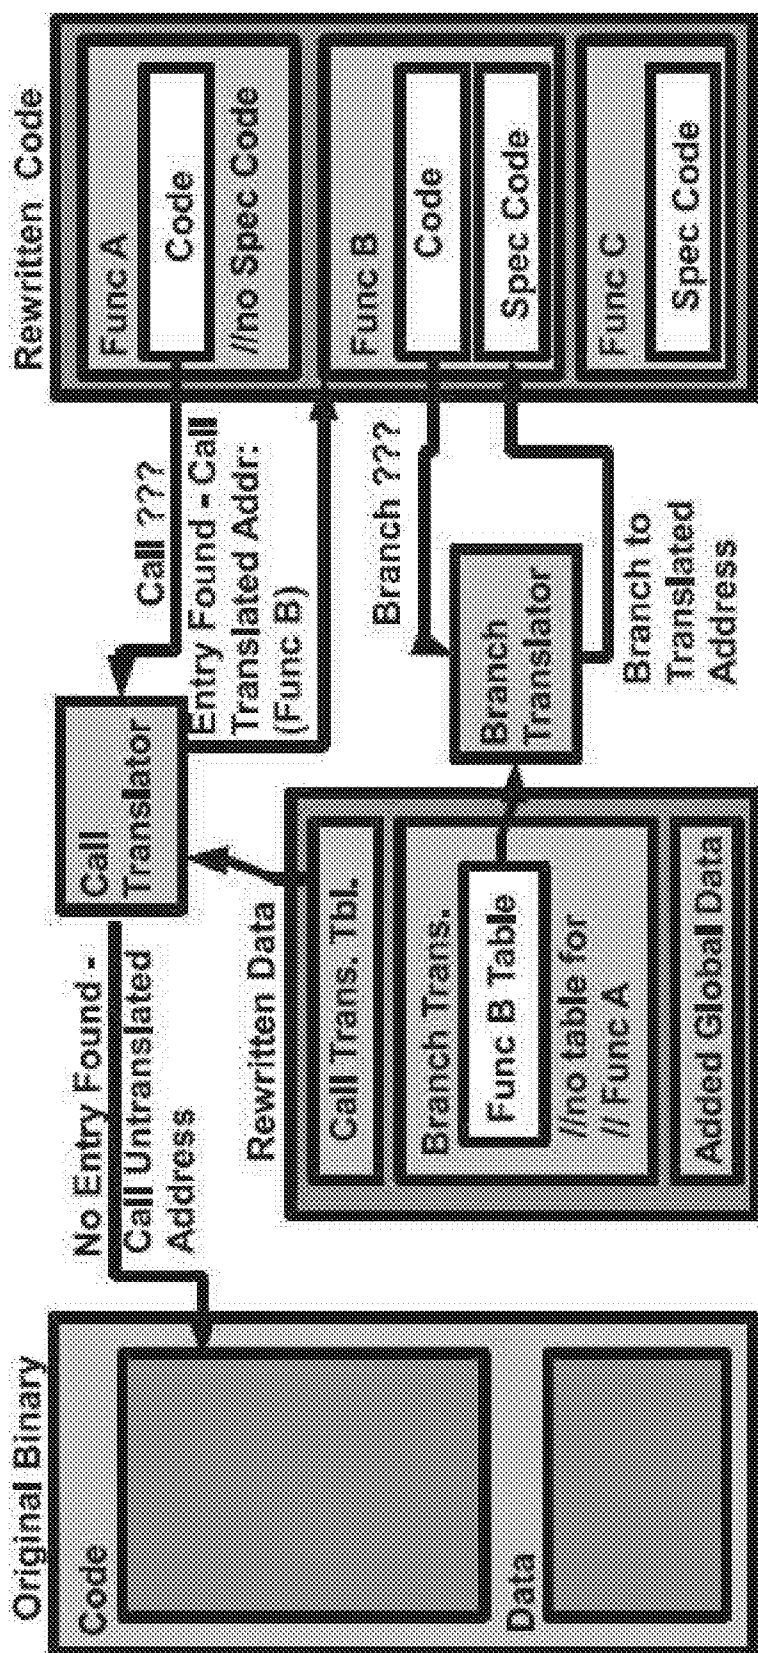 Original Binary
Code
Data
No Entry Found -
Call Untranslated
Address
Call
Translator
Rewritten Data
Call Trans. Tbl.
Branch Trans.
Func B Table
//no table for
// Func A
Added Global Data
Call ???
Entry Found - Call
Translated Addr:
(Func B)
Branch ???
Branch
Translator
Branch to
Translated
Address
Rewritten Code
Func A
Code
//no Spec Code
Func B
Code
Spec Code
Func C
Spec Code